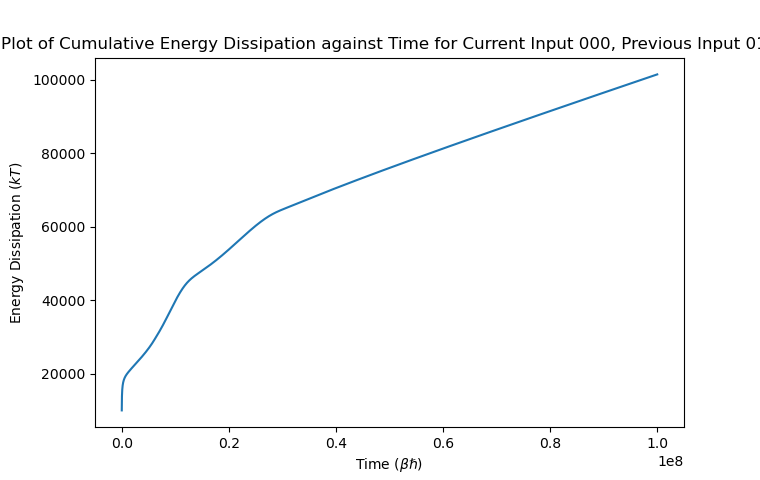 Plot of Cumulative Energy Dissipation against Time for Current Input 000, Previous Input 01
100000
80000
60000
40000
20000
Energy Dissipation (kT)
0.0 0.2 0.4 0.6 0.8 1.0
1e8
Time (βℏ)